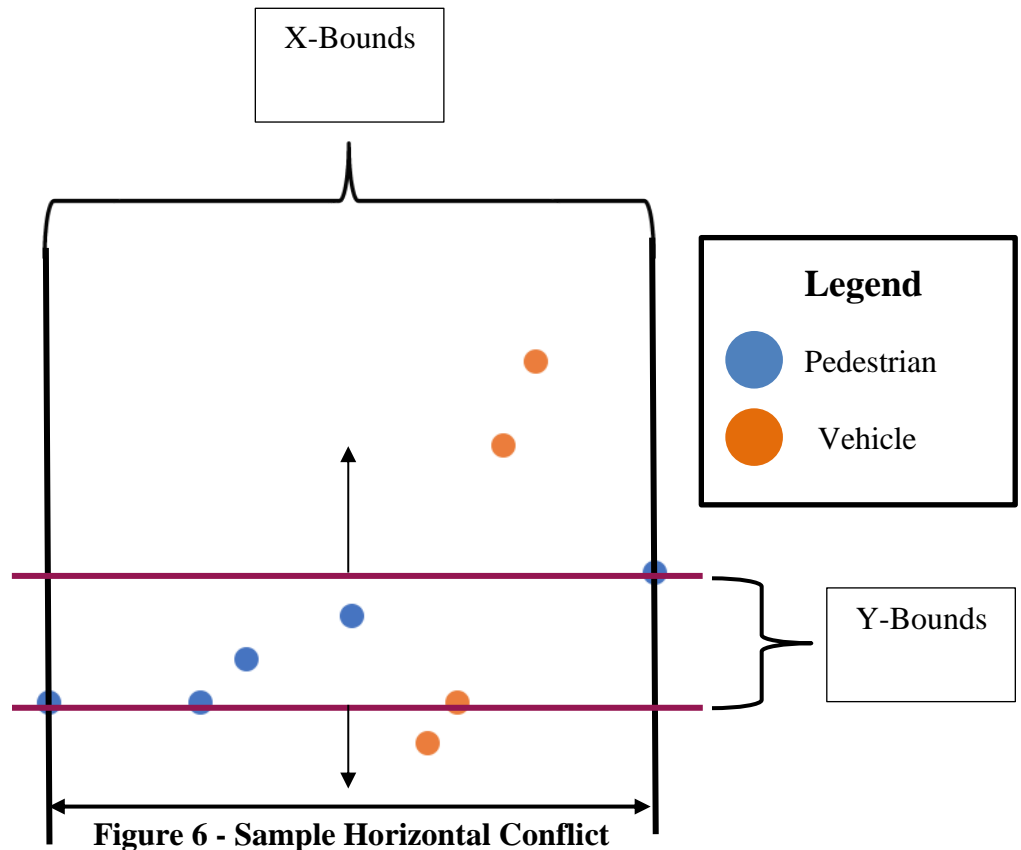 X-Bounds
Legend
Pedestrian
Vehicle
Y-Bounds
Figure 6 - Sample Horizontal Conflict